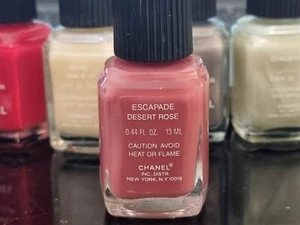 ESCAPADE
DESERT ROSE
0.44 FL. OZ. 13 ML
CAUTION: AVOID
HEAT OR FLAME
CHANEL®
INC. DISTR.
NEW YORK, N.Y. 10019